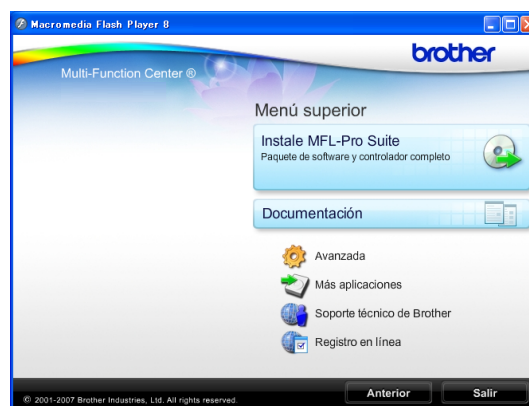 Macromedia Flash Player 8
brother
Multi-Function Center ®
Menú superior
Instale MFL-Pro Suite
Paquete de software y controlador completo
Documentación
Avanzada
Más aplicaciones
Soporte técnico de Brother
Registro en línea
Anterior
Salir
© 2001-2007 Brother Industries, Ltd. All rights reserved.